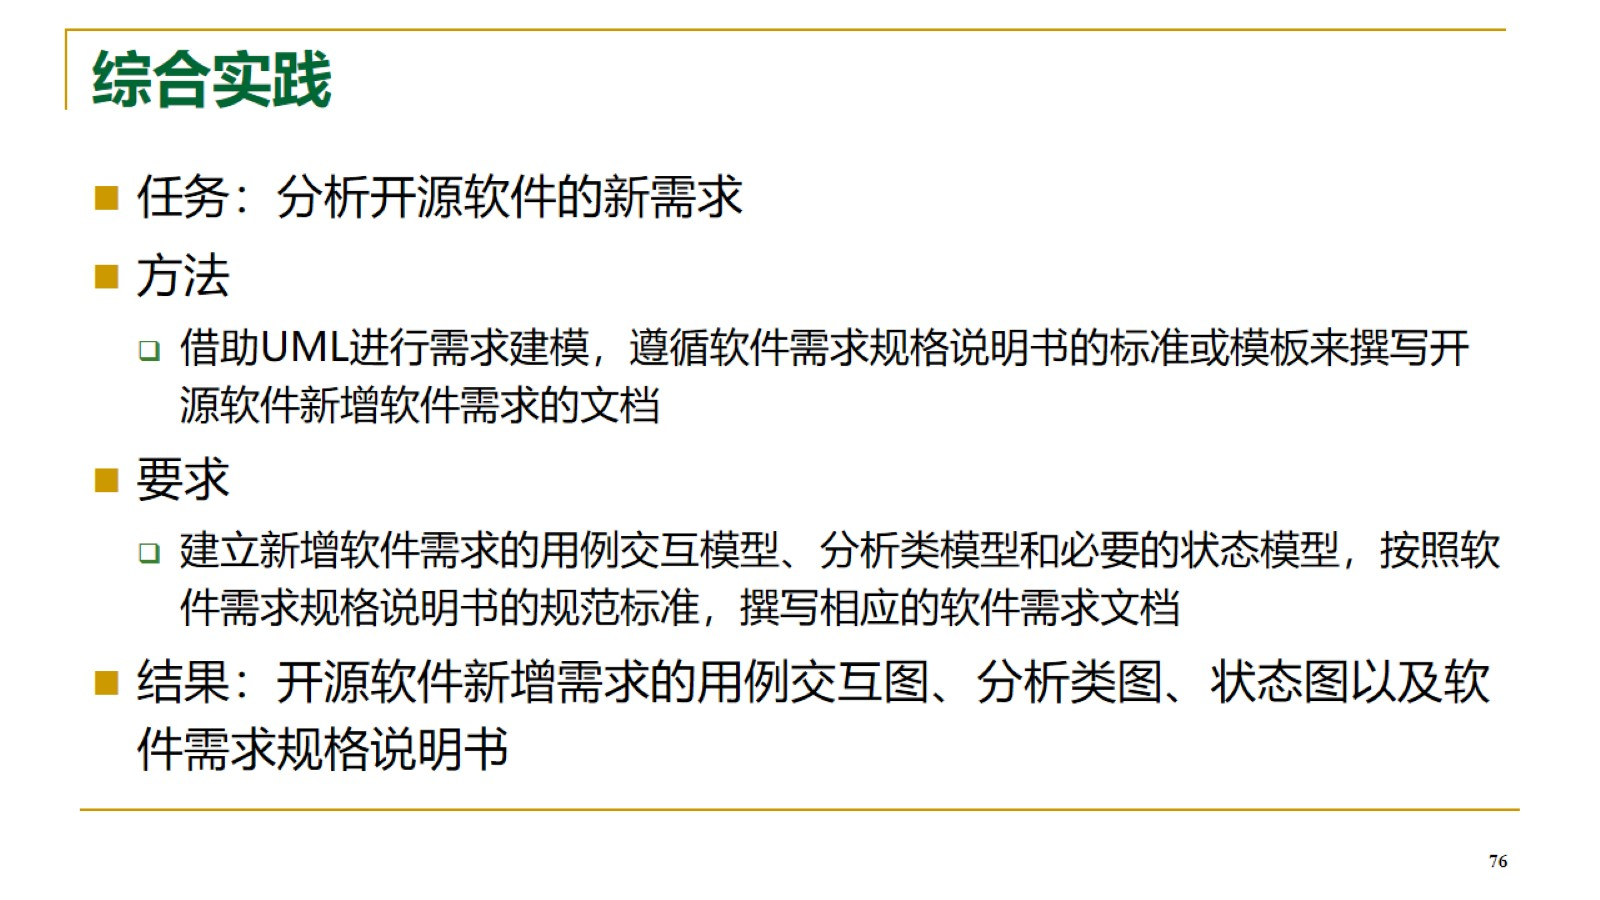 综合实践
任务：分析开源软件的新需求
方法
借助UML进行需求建模，遵循软件需求规格说明书的标准或模板来撰写开
源软件新增软件需求的文档
要求
建立新增软件需求的用例交互模型、分析类模型和必要的状态模型，按照软
件需求规格说明书的规范标准，撰写相应的软件需求文档
结果：开源软件新增需求的用例交互图、分析类图、状态图以及软
件需求规格说明书
76